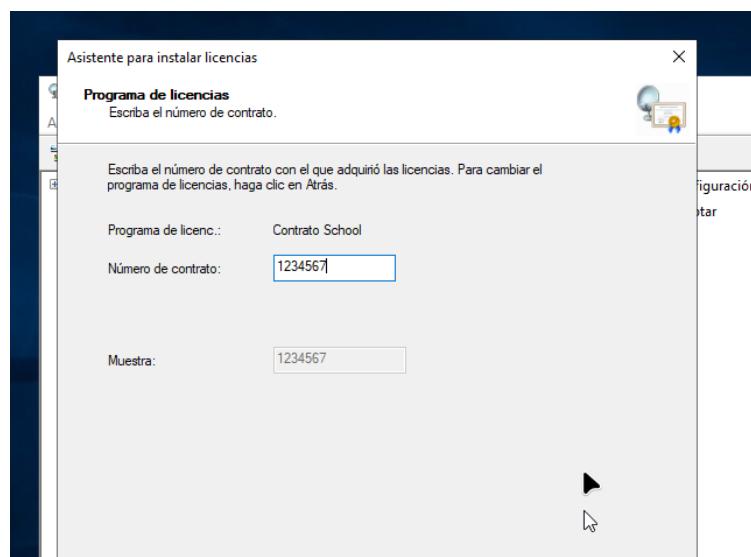 Asistente para instalar licencias
Programa de licencias
Escriba el número de contrato.
A
Escriba el número de contrato con el que adquirió las licencias. Para cambiar el
programa de licencias, haga clic en Atrás.
figuración
Programa de licenc.: Contrato School
Número de contrato: 1234567
Muestra: 1234567